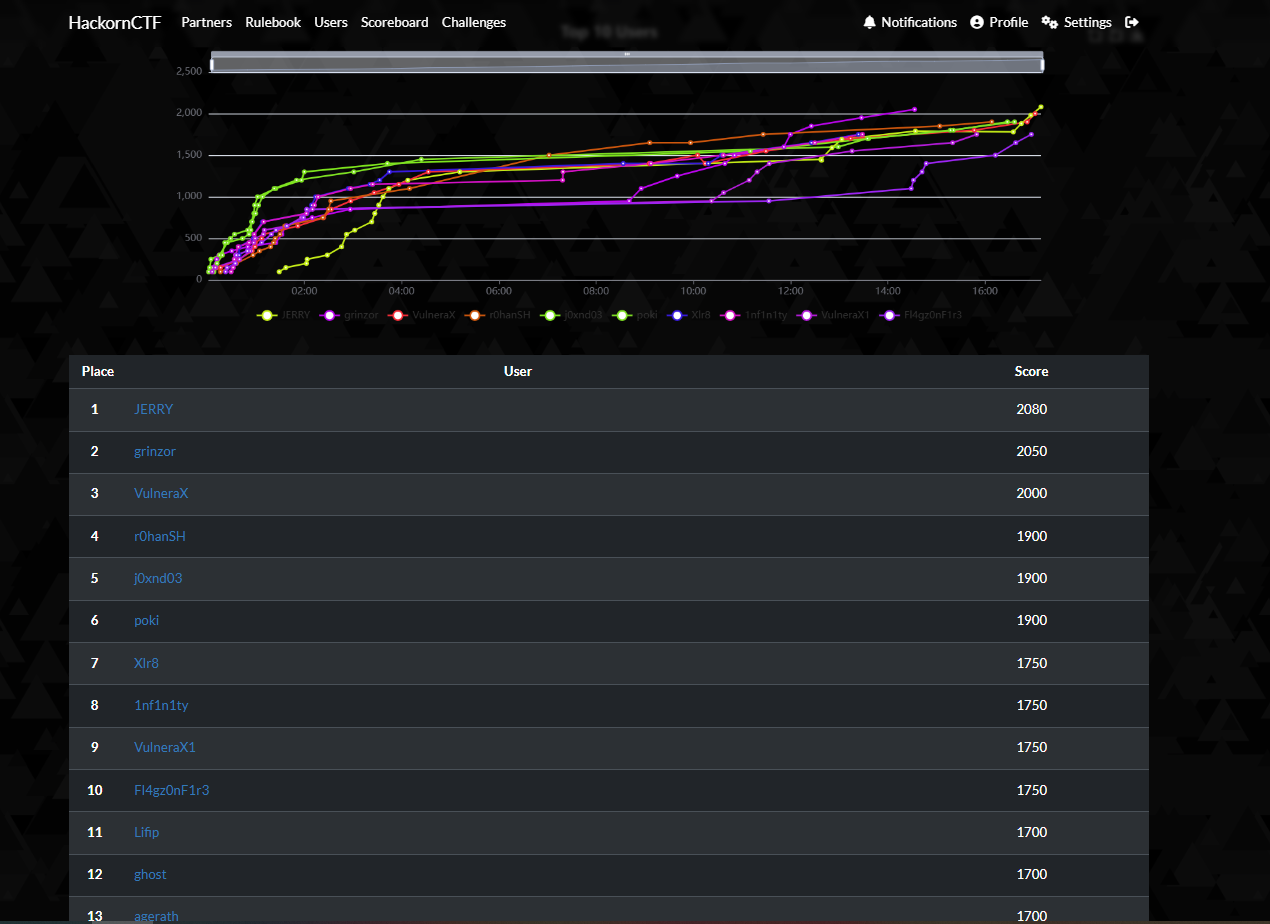 HackornCTF Partners Rulebook Users Scoreboard Challenges Notifications Profile Settings
Top 10 Users
2,500
2,000
1,500
1,000
500
0
02:00 04:00 06:00 08:00 10:00 12:00 14:00 16:00
JERRY grinzor VulneraX r0hanSH j0xnd03 poki Xlr8 1nf1n1ty VulneraX1 Fl4gz0nF1r3
Place User Score
1 JERRY 2080
2 grinzor 2050
3 VulneraX 2000
4 r0hanSH 1900
5 j0xnd03 1900
6 poki 1900
7 Xlr8 1750
8 1nf1n1ty 1750
9 VulneraX1 1750
10 Fl4gz0nF1r3 1750
11 Lifip 1700
12 ghost 1700
13 agerath 1700